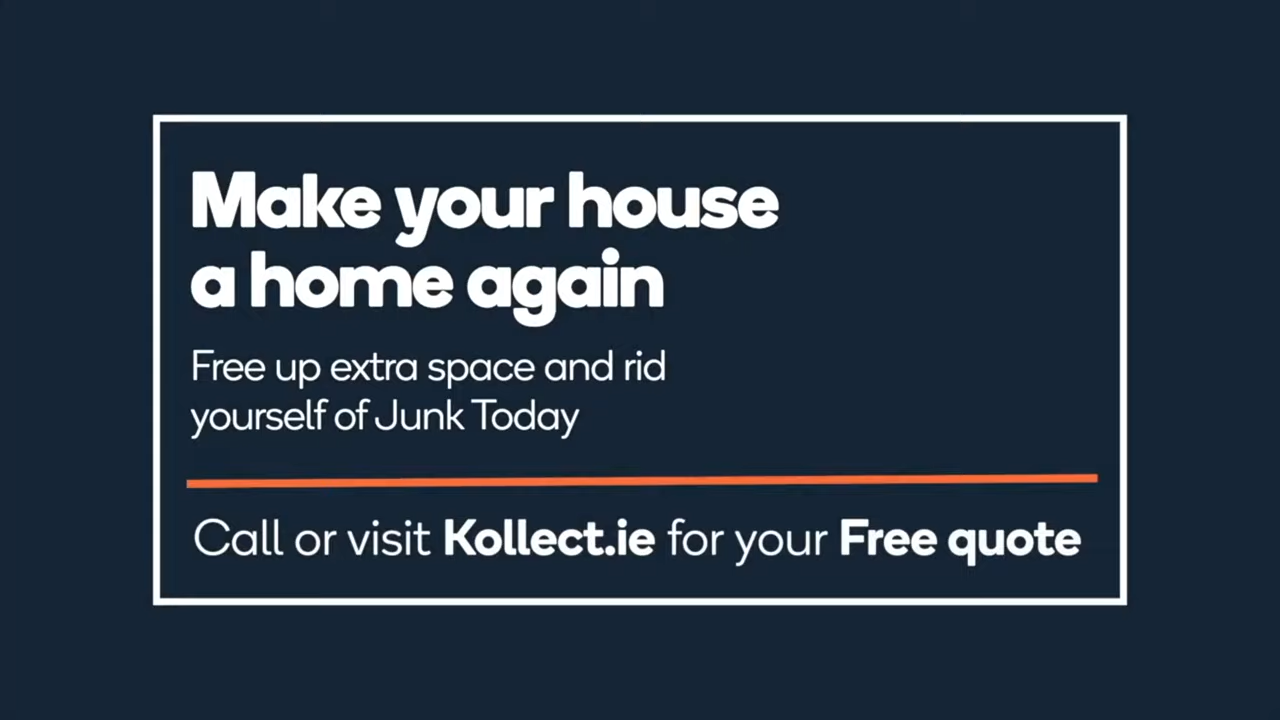 Make your house
a home again
Free up extra space and rid
yourself of Junk Today
Call or visit Kollect.ie for your Free quote